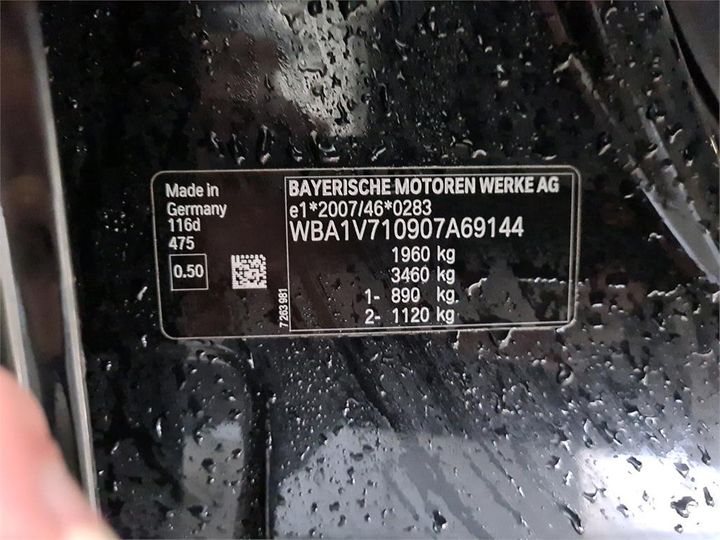 Made in
Germany
116d
475
0.50
7 263 981
BAYERISCHE MOTOREN WERKE AG
e1*2007/46*0283
WBA1V710907A69144
1960 kg
3460 kg
1- 890 kg.
2- 1120 kg